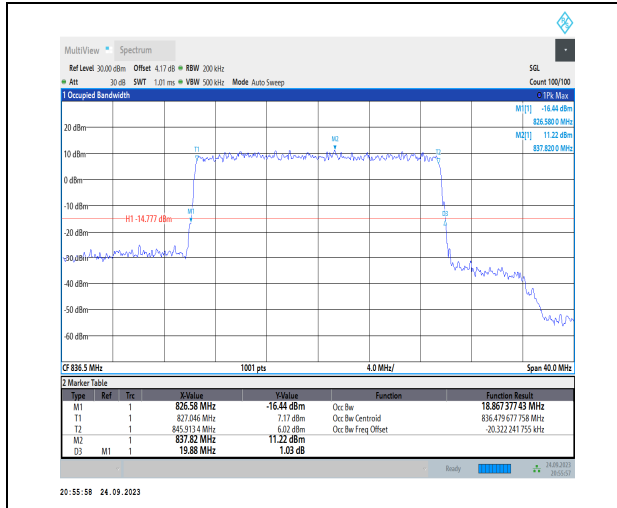 MultiView Spectrum
Ref Level 30.00 dBm Offset 4.17 dB RBW 200 kHz SGL
Att 30 dB SWT 1.01 ms VBW 500 kHz Mode Auto Sweep Count 100/100
1 Occupied Bandwidth 1Pk Max
M1[1] -16.44 dBm
826.580 0 MHz
M2[1] 11.22 dBm
837.820 0 MHz
20 dBm
M2
T1
T2
10 dBm
0 dBm
-10 dBm
M1
D3
H1 -14.777 dBm
-20 dBm
-30 dBm
-40 dBm
-50 dBm
-60 dBm
CF 836.5 MHz 1001 pts 4.0 MHz/ Span 40.0 MHz
2 Marker Table
Type Ref Trc X-Value Y-Value Function Function Result
M1 1 826.58 MHz -16.44 dBm Occ Bw 18.867 377 43 MHz
T1 1 827.046 MHz 7.17 dBm Occ Bw Centroid 836.479 677 758 MHz
T2 1 845.913 4 MHz 6.02 dBm Occ Bw Freq Offset -20.322 241 755 kHz
M2 1 837.82 MHz 11.22 dBm
D3 M1 1 19.88 MHz 1.03 dB
Ready 24.09.2023
20:55:57
20:55:58 24.09.2023